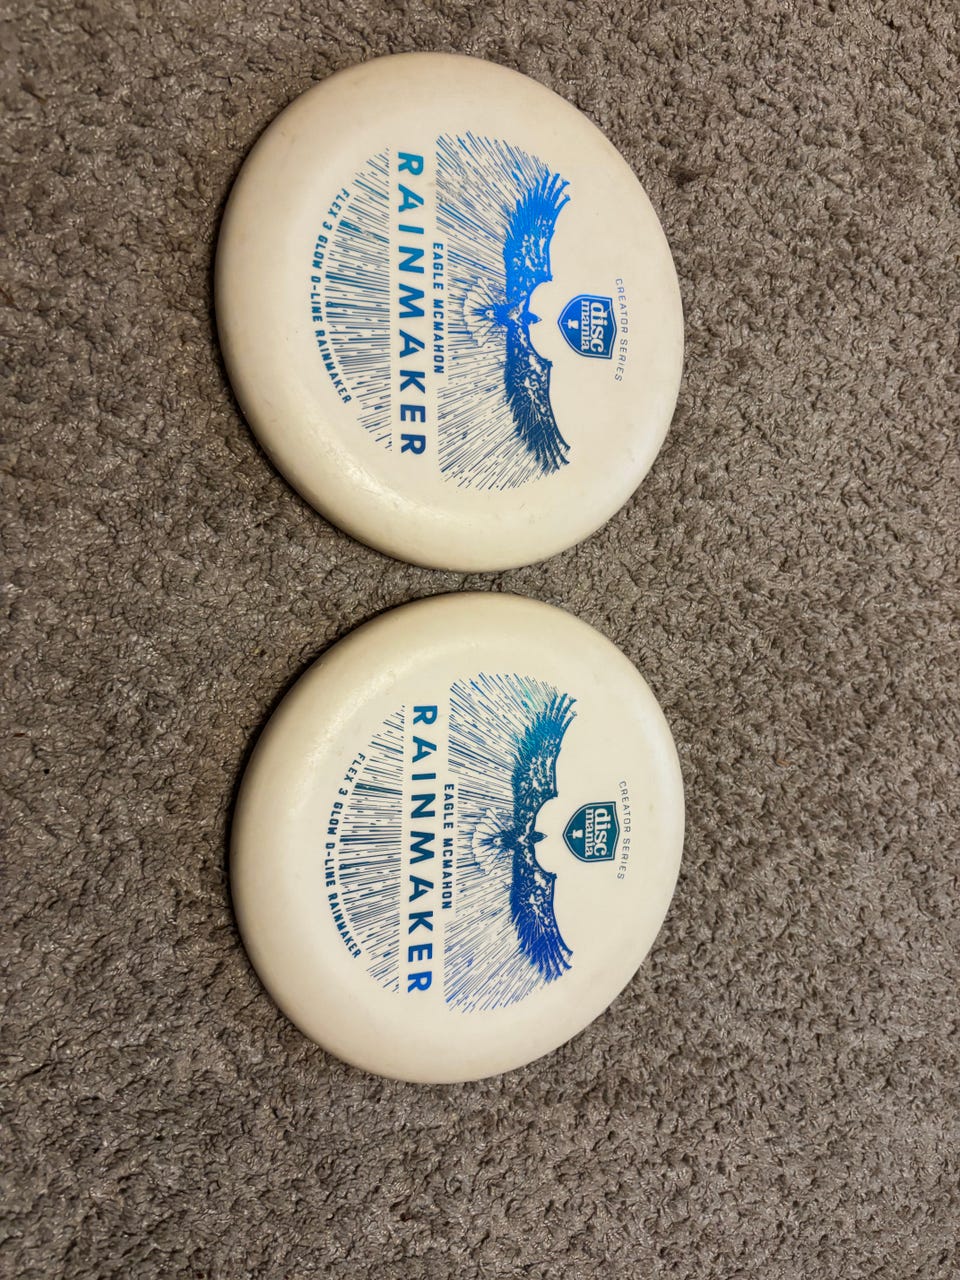 CREATOR SERIES
disc
mania
EAGLE MCMAHON
RAINMAKER
FLEX 3 GLOW D-LINE RAINMAKER
CREATOR SERIES
disc
mania
EAGLE MCMAHON
RAINMAKER
FLEX 3 GLOW D-LINE RAINMAKER